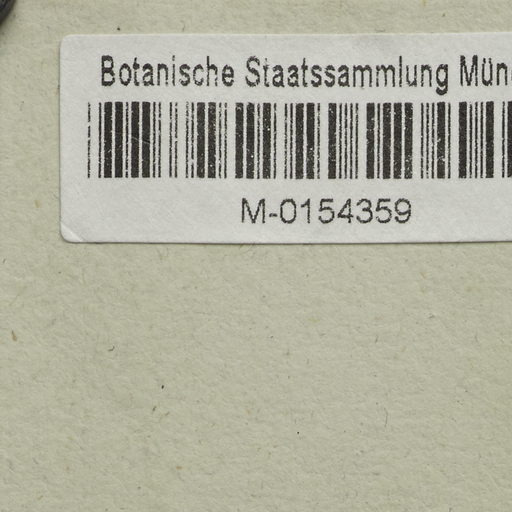 Botanische Staatssammlung Mün
M-0154359